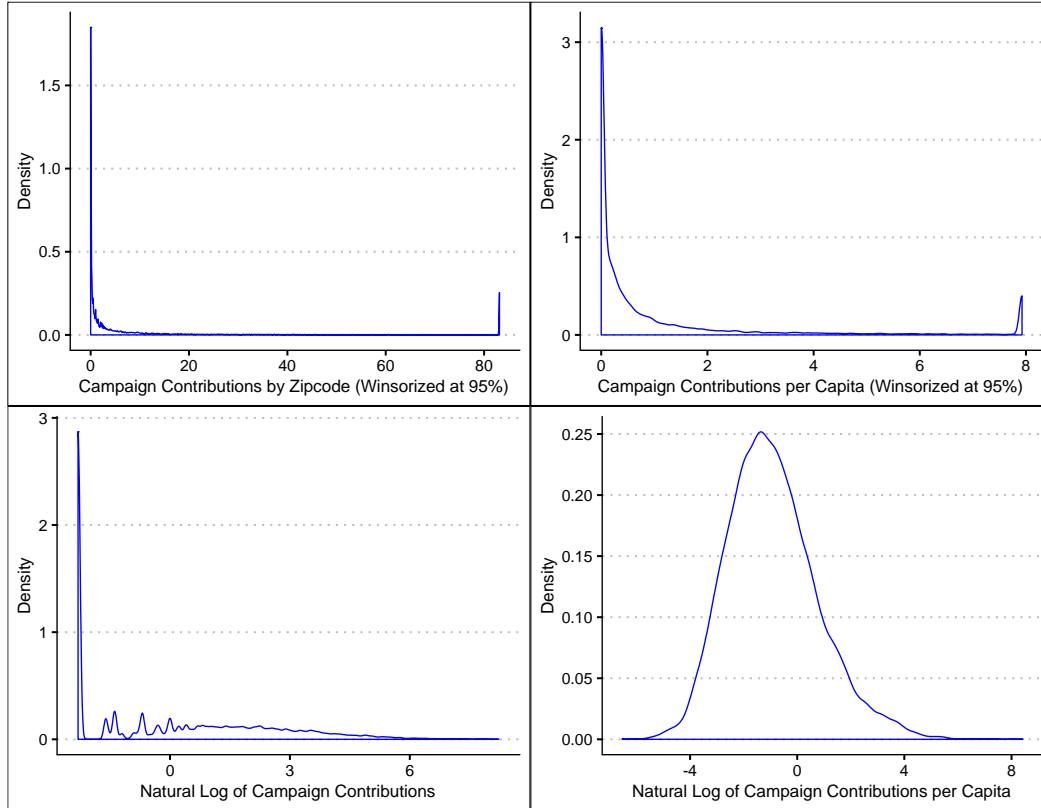 1.5
1.0
0.5
0.0
Density
0 20 40 60 80
Campaign Contributions by Zipcode (Winsorized at 95%)
3
2
1
0
Density
0 2 4 6 8
Campaign Contributions per Capita (Winsorized at 95%)
3
2
1
0
Density
0 3 6
Natural Log of Campaign Contributions
0.25
0.20
0.15
0.10
0.05
0.00
Density
-4 0 4 8
Natural Log of Campaign Contributions per Capita